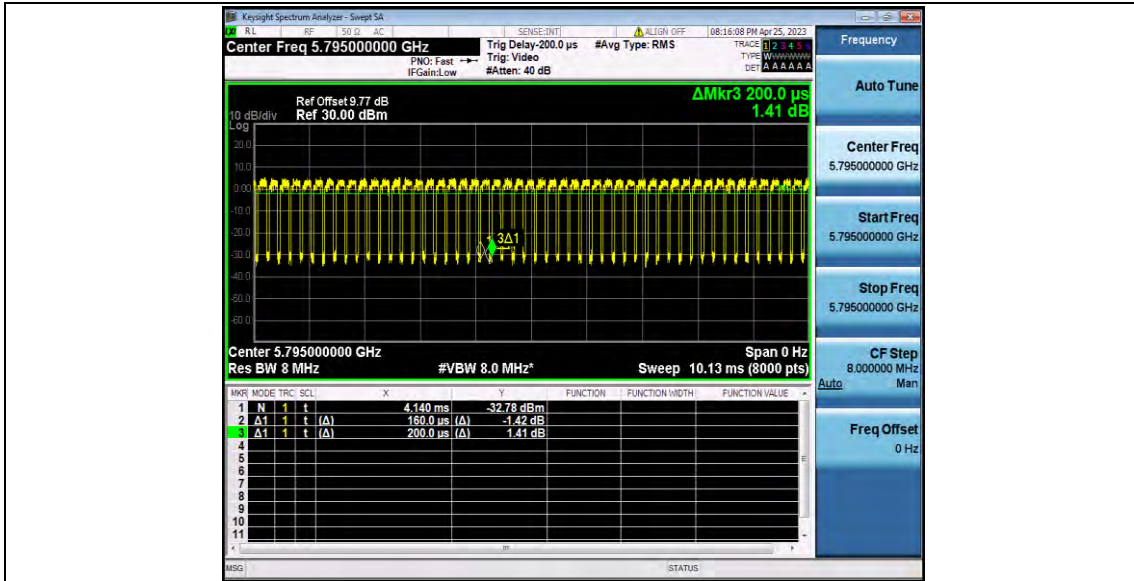 Keysight Spectrum Analyzer - Swept SA
RL RF 50 Ω AC SENSE:INT ALIGN OFF 08:16:08 PM Apr 25, 2023
Center Freq 5.795000000 GHz
PNO: Fast
IFGain:Low
Trig Delay-200.0 µs
Trig: Video
#Atten: 40 dB
#Avg Type: RMS
TRACE 1 2 3 4 5 6
TYPE W
DET A A A A A A
Ref Offset 9.77 dB
10 dB/div Ref 30.00 dBm
Log
ΔMkr3 200.0 µs
1.41 dB
20.0
10.0
0.00
-10.0
-20.0
-30.0
-40.0
-50.0
-60.0
3Δ1
Center 5.795000000 GHz Span 0 Hz
Res BW 8 MHz #VBW 8.0 MHz* Sweep 10.13 ms (8000 pts)
MKR MODE TRC SCL X Y FUNCTION FUNCTION WIDTH FUNCTION VALUE
1 N 1 t 4.140 ms -32.78 dBm
2 Δ1 1 t (Δ) 160.0 µs (Δ) -1.42 dB
3 Δ1 1 t (Δ) 200.0 µs (Δ) 1.41 dB
4
5
6
7
8
9
10
11
MSG STATUS
Frequency
Auto Tune
Center Freq
5.795000000 GHz
Start Freq
5.795000000 GHz
Stop Freq
5.795000000 GHz
CF Step
8.000000 MHz
Auto Man
Freq Offset
0 Hz